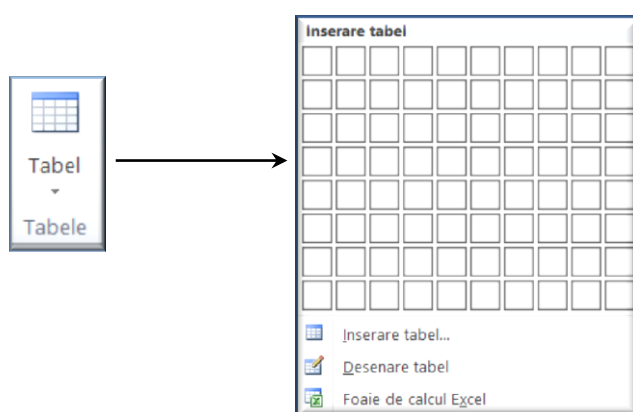 Tabel
Tabele
Inserare tabel
Inserare tabel...
Desenare tabel
Foaie de calcul Excel